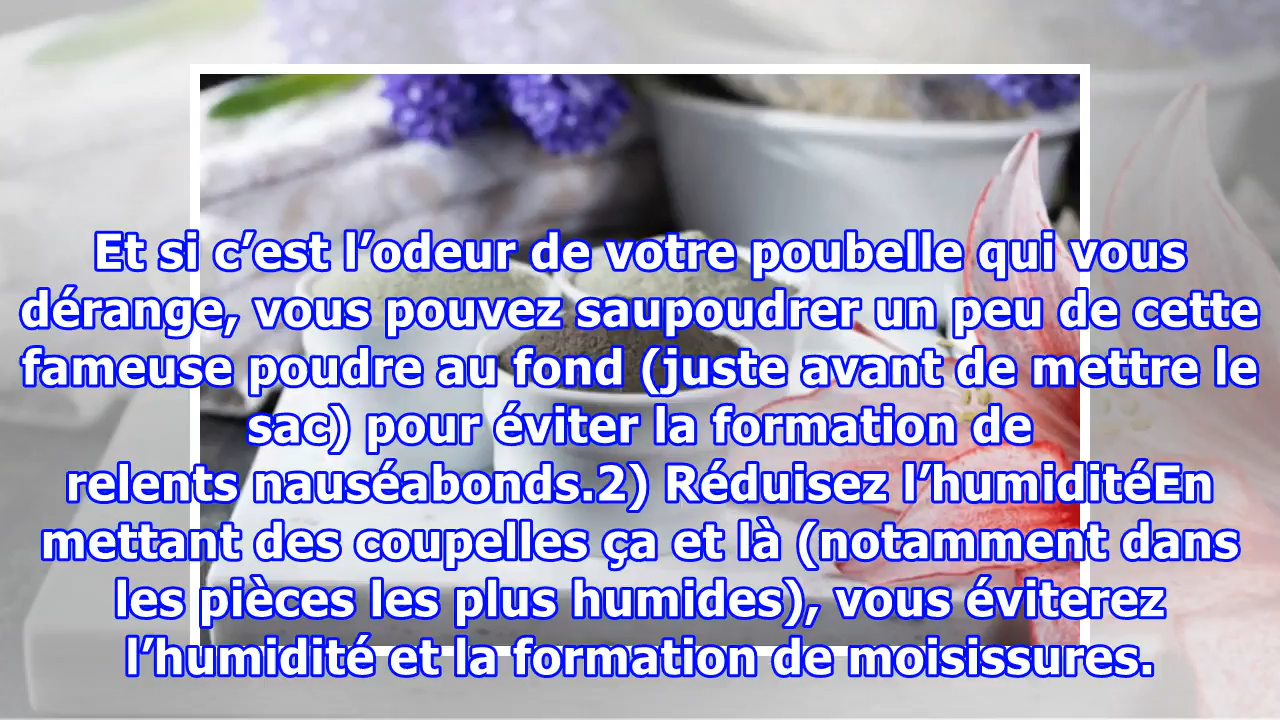 Et si c’est l’odeur de votre poubelle qui vous
dérange, vous pouvez saupoudrer un peu de cette
fameuse poudre au fond (juste avant de mettre le
sac) pour éviter la formation de
relents nauséabonds.2) Réduisez l’humiditéEn
mettant des coupelles ça et là (notamment dans
les pièces les plus humides), vous éviterez
l’humidité et la formation de moisissures.